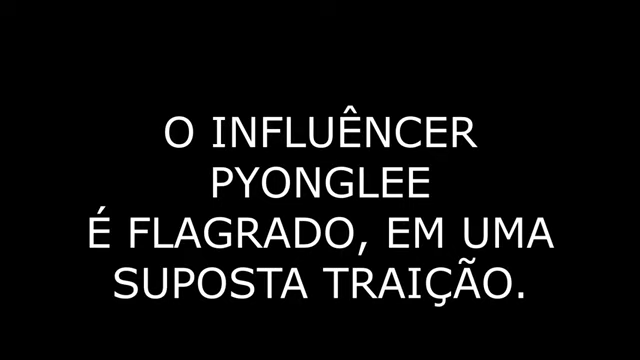 O INFLUÊNCER
PYONGLEE
É FLAGRADO, EM UMA
SUPOSTA TRAIÇÃO.